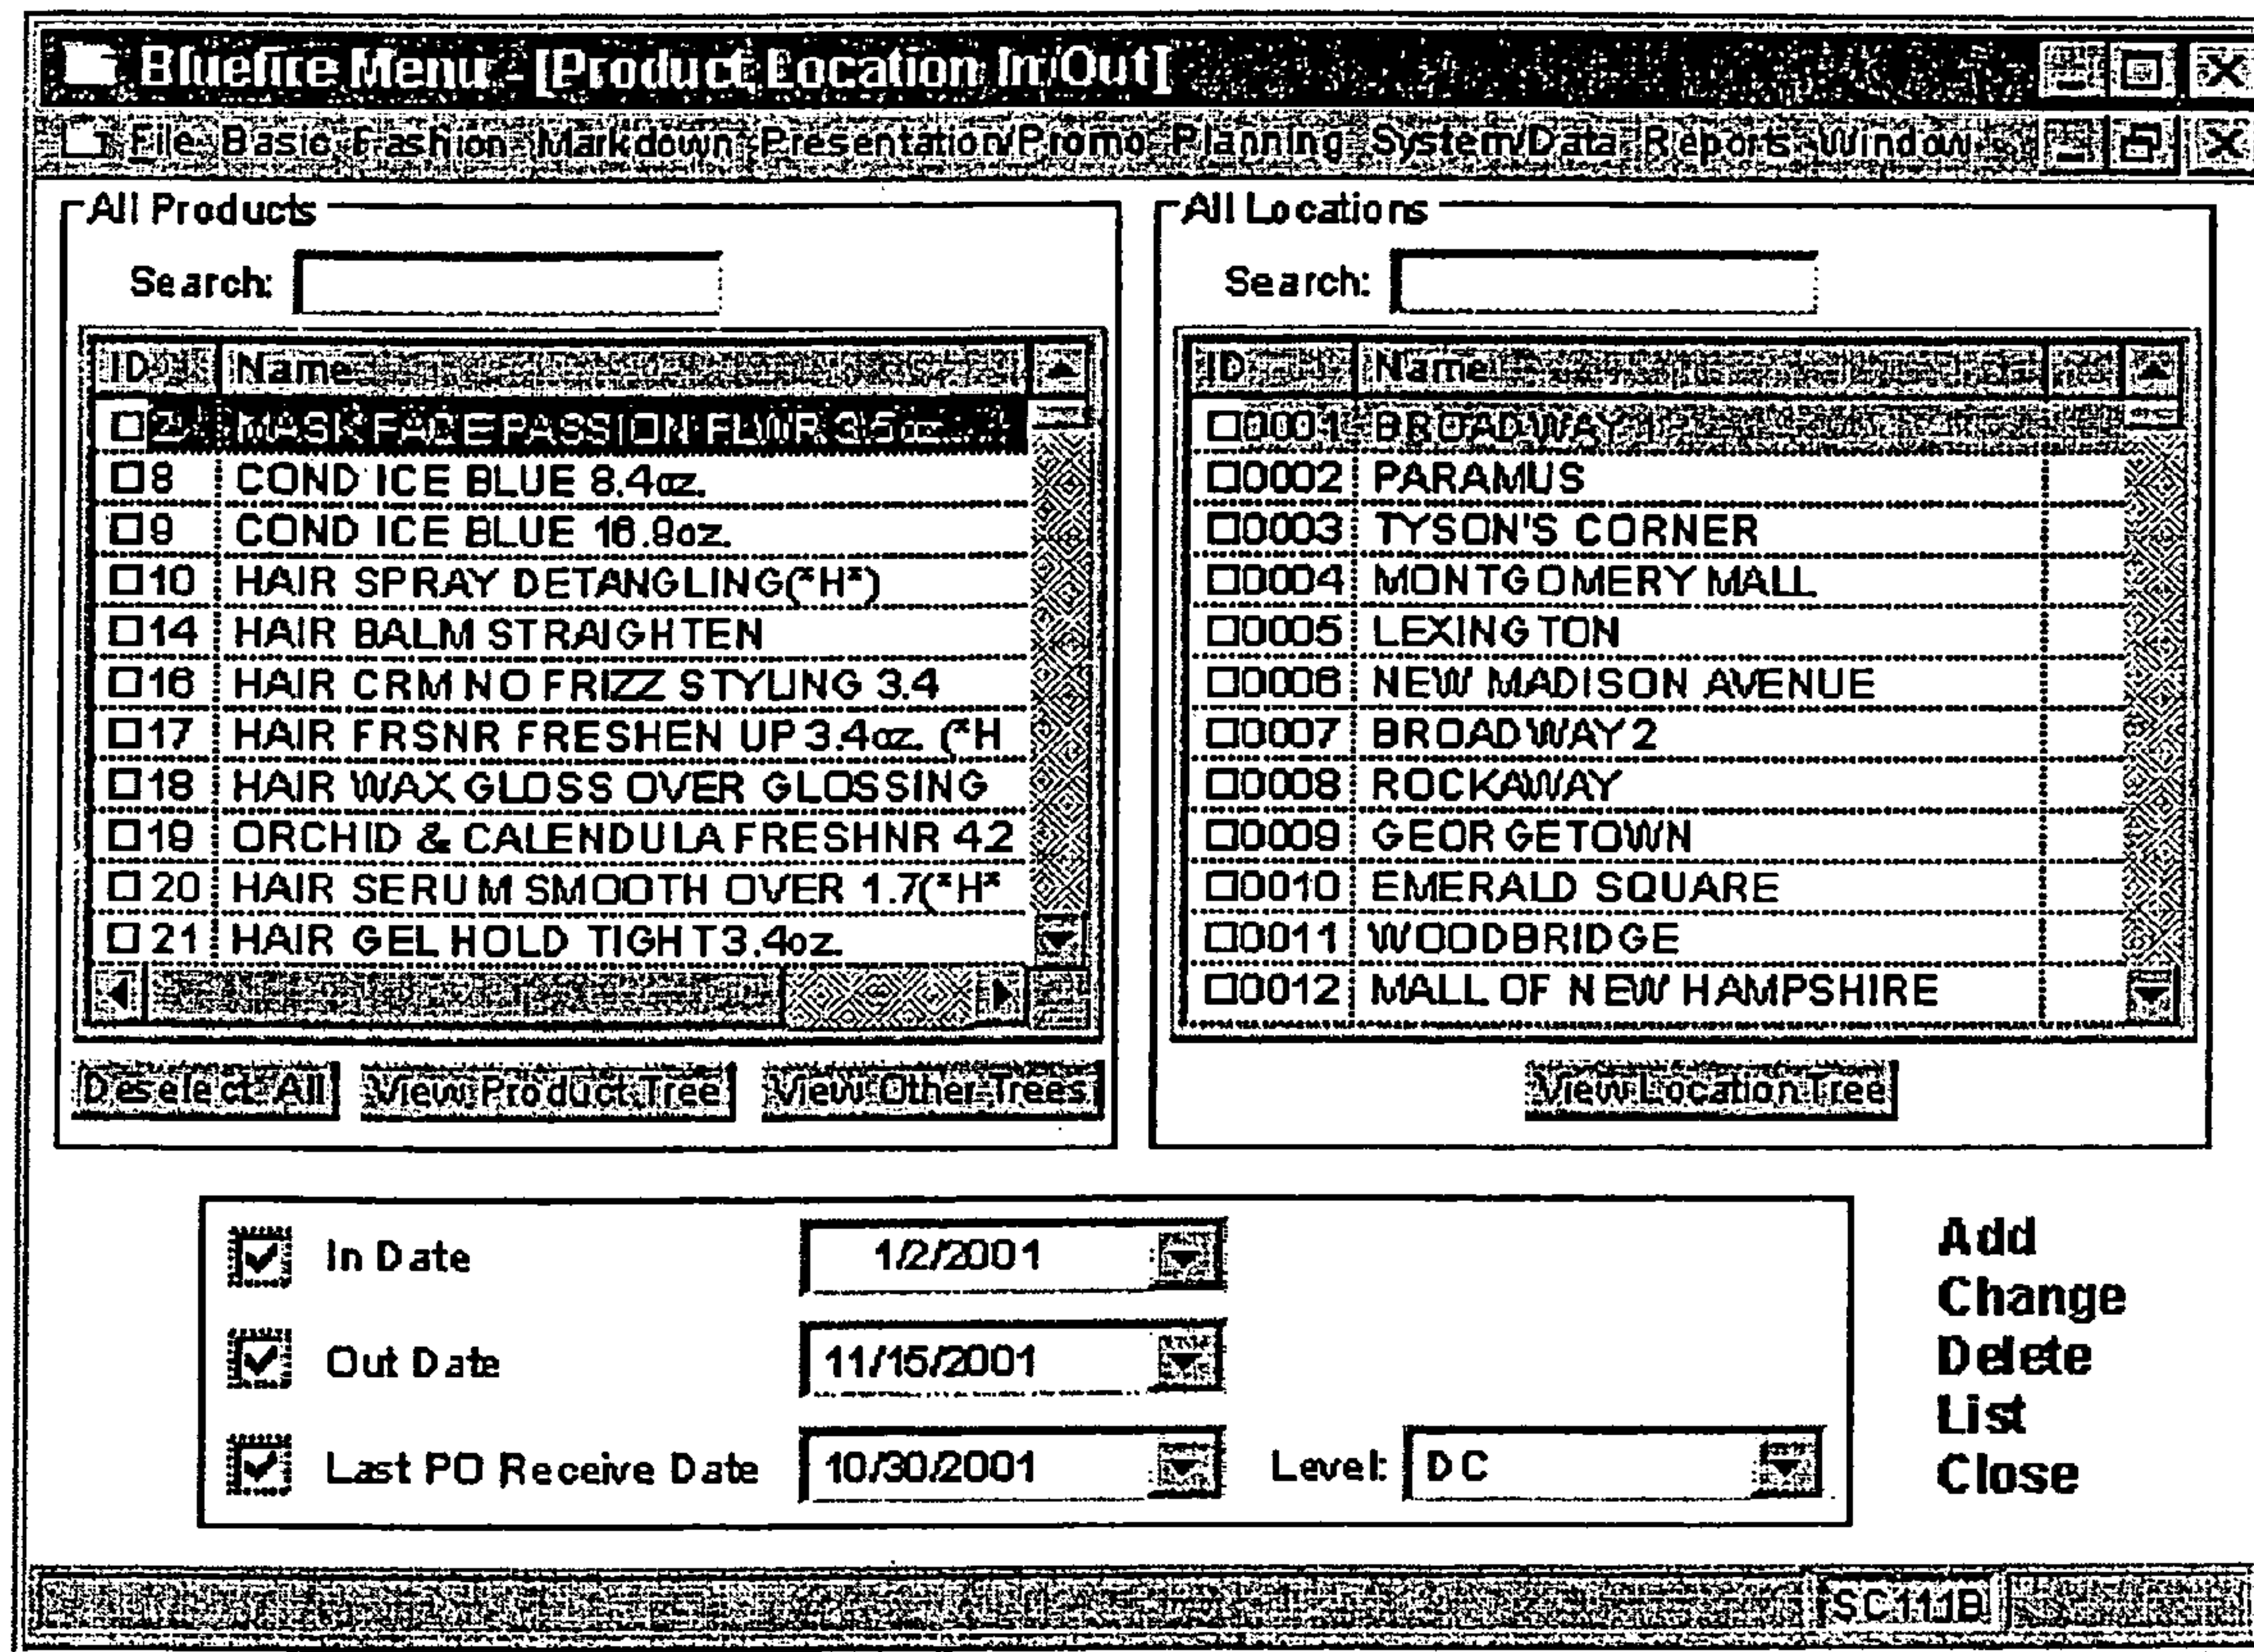 Bluefire Menu - [Product Location In/Out]
File Basic Fashion Markdown Presentation/Promo Planning System/Data Reports Window
All Products
Search:
ID Name
2 MASK FACE PASSION FLWR 3.5oz.
8 COND ICE BLUE 8.4oz.
9 COND ICE BLUE 16.9oz.
10 HAIR SPRAY DETANGLING(*H*)
14 HAIR BALM STRAIGHTEN
16 HAIR CRM NO FRIZZ STYLING 3.4
17 HAIR FRSNR FRESHEN UP 3.4oz. (*H
18 HAIR WAX GLOSS OVER GLOSSING
19 ORCHID & CALENDULA FRESHNR 4.2
20 HAIR SERUM SMOOTH OVER 1.7(*H*
21 HAIR GEL HOLD TIGHT 3.4oz.
Deselect All View Product Tree View Other Trees
All Locations
Search:
ID Name
0001 BROADWAY 1
0002 PARAMUS
0003 TYSON'S CORNER
0004 MONTGOMERY MALL
0005 LEXINGTON
0006 NEW MADISON AVENUE
0007 BROADWAY 2
0008 ROCKAWAY
0009 GEORGETOWN
0010 EMERALD SQUARE
0011 WOODBRIDGE
0012 MALL OF NEW HAMPSHIRE
View Location Tree
In Date 1/2/2001
Out Date 11/15/2001
Last PO Receive Date 10/30/2001 Level: DC
Add
Change
Delete
List
Close